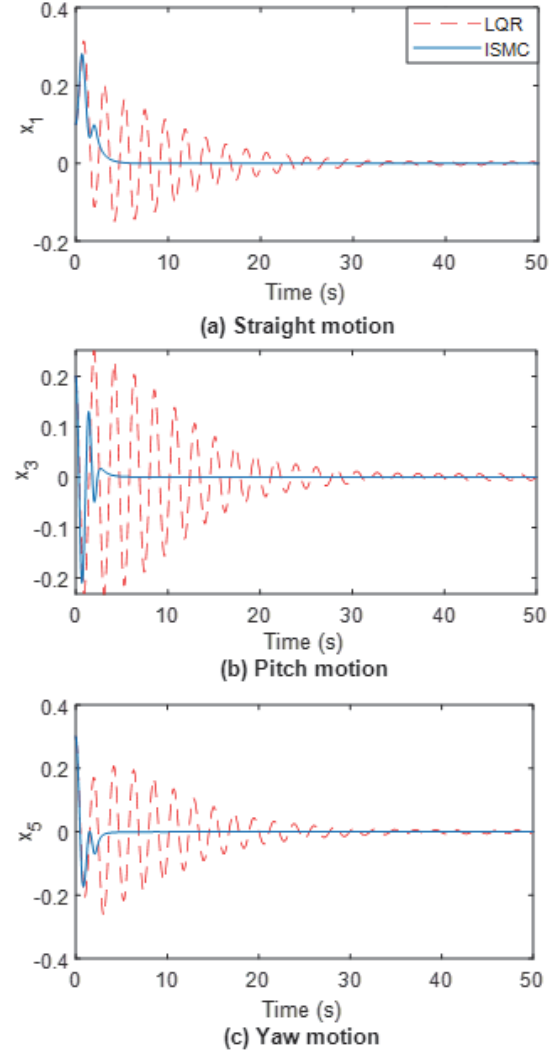 LQR
ISMC
0.4
0.2
0
-0.2
x1
0 10 20 30 40 50
Time (s)
(a) Straight motion
0.2
0.1
0
-0.1
-0.2
x3
0 10 20 30 40 50
Time (s)
(b) Pitch motion
0.4
0.2
0
-0.2
-0.4
x5
0 10 20 30 40 50
Time (s)
(c) Yaw motion